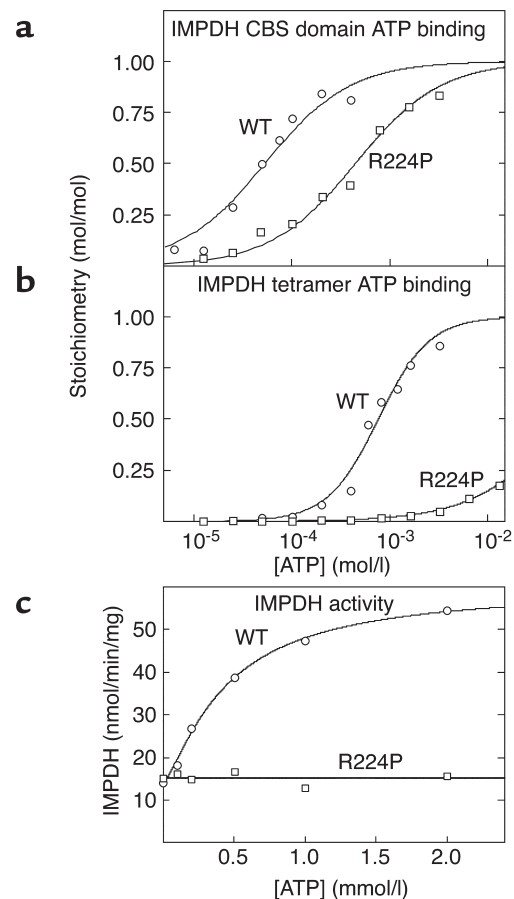 a
IMPDH CBS domain ATP binding
1.00
0.75
0.50
0.25
WT
R224P
Stoichiometry (mol/mol)
b
IMPDH tetramer ATP binding
1.00
0.75
0.50
0.25
WT
R224P
10-5
10-4
10-3
10-2
[ATP] (mol/l)
c
IMPDH activity
IMPDH (nmol/min/mg)
50
40
30
20
10
WT
R224P
0.5
1.0
1.5
2.0
[ATP] (mmol/l)